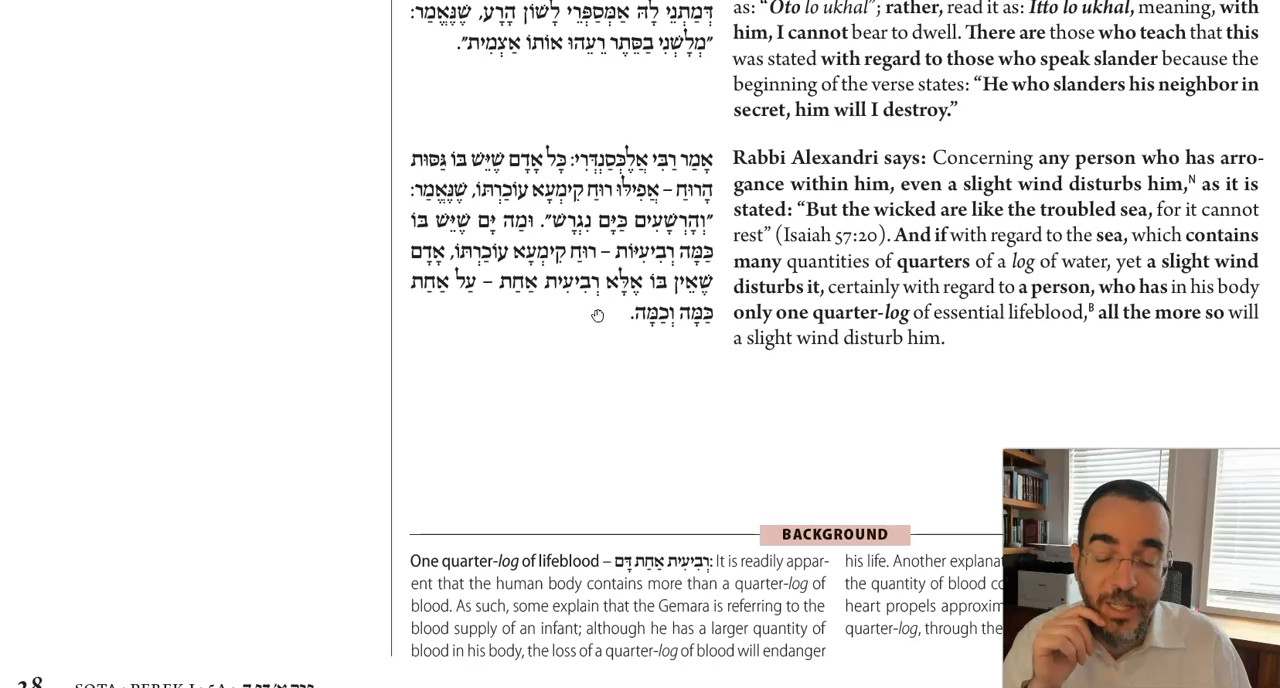 דְּמַתְנֵי לָהּ אַמְסַפְּרֵי לָשׁוֹן הָרָע, שֶׁנֶּאֱמַר:
״מְלׇשְׁנִי בַסֵּתֶר רֵעֵהוּ אוֹתוֹ אַצְמִית״.
אָמַר רַבִּי אֲלֶכְּסַנְדְּרִי: כׇּל אָדָם שֶׁיֵּשׁ בּוֹ גַּסּוּת
הָרוּחַ – אֲפִילּוּ רוּחַ קִימְעָא עוֹכַרְתּוֹ, שֶׁנֶּאֱמַר:
״וְהָרְשָׁעִים כַּיָּם נִגְרָשׁ״. וּמַה יָּם שֶׁיֵּשׁ בּוֹ
כַּמָּה רְבִיעִיּוֹת – רוּחַ קִימְעָא עוֹכַרְתּוֹ, אָדָם
שֶׁאֵין בּוֹ אֶלָּא רְבִיעִית אַחַת – עַל אַחַת
כַּמָּה וְכַמָּה.
as: “Oto lo ukhal”; rather, read it as: Itto lo ukhal, meaning, with
him, I cannot bear to dwell. There are those who teach that this
was stated with regard to those who speak slander because the
beginning of the verse states: “He who slanders his neighbor in
secret, him will I destroy.”
Rabbi Alexandri says: Concerning any person who has arro-
gance within him, even a slight wind disturbs him,N as it is
stated: “But the wicked are like the troubled sea, for it cannot
rest” (Isaiah 57:20). And if with regard to the sea, which contains
many quantities of quarters of a log of water, yet a slight wind
disturbs it, certainly with regard to a person, who has in his body
only one quarter-log of essential lifeblood,B all the more so will
a slight wind disturb him.
BACKGROUND
One quarter-log of lifeblood – רְבִיעִית אַחַת דָּם: It is readily appar-
ent that the human body contains more than a quarter-log of
blood. As such, some explain that the Gemara is referring to the
blood supply of an infant; although he has a larger quantity of
blood in his body, the loss of a quarter-log of blood will endanger
his life. Another
the quantity of blood
heart propels
quarter-log, through the